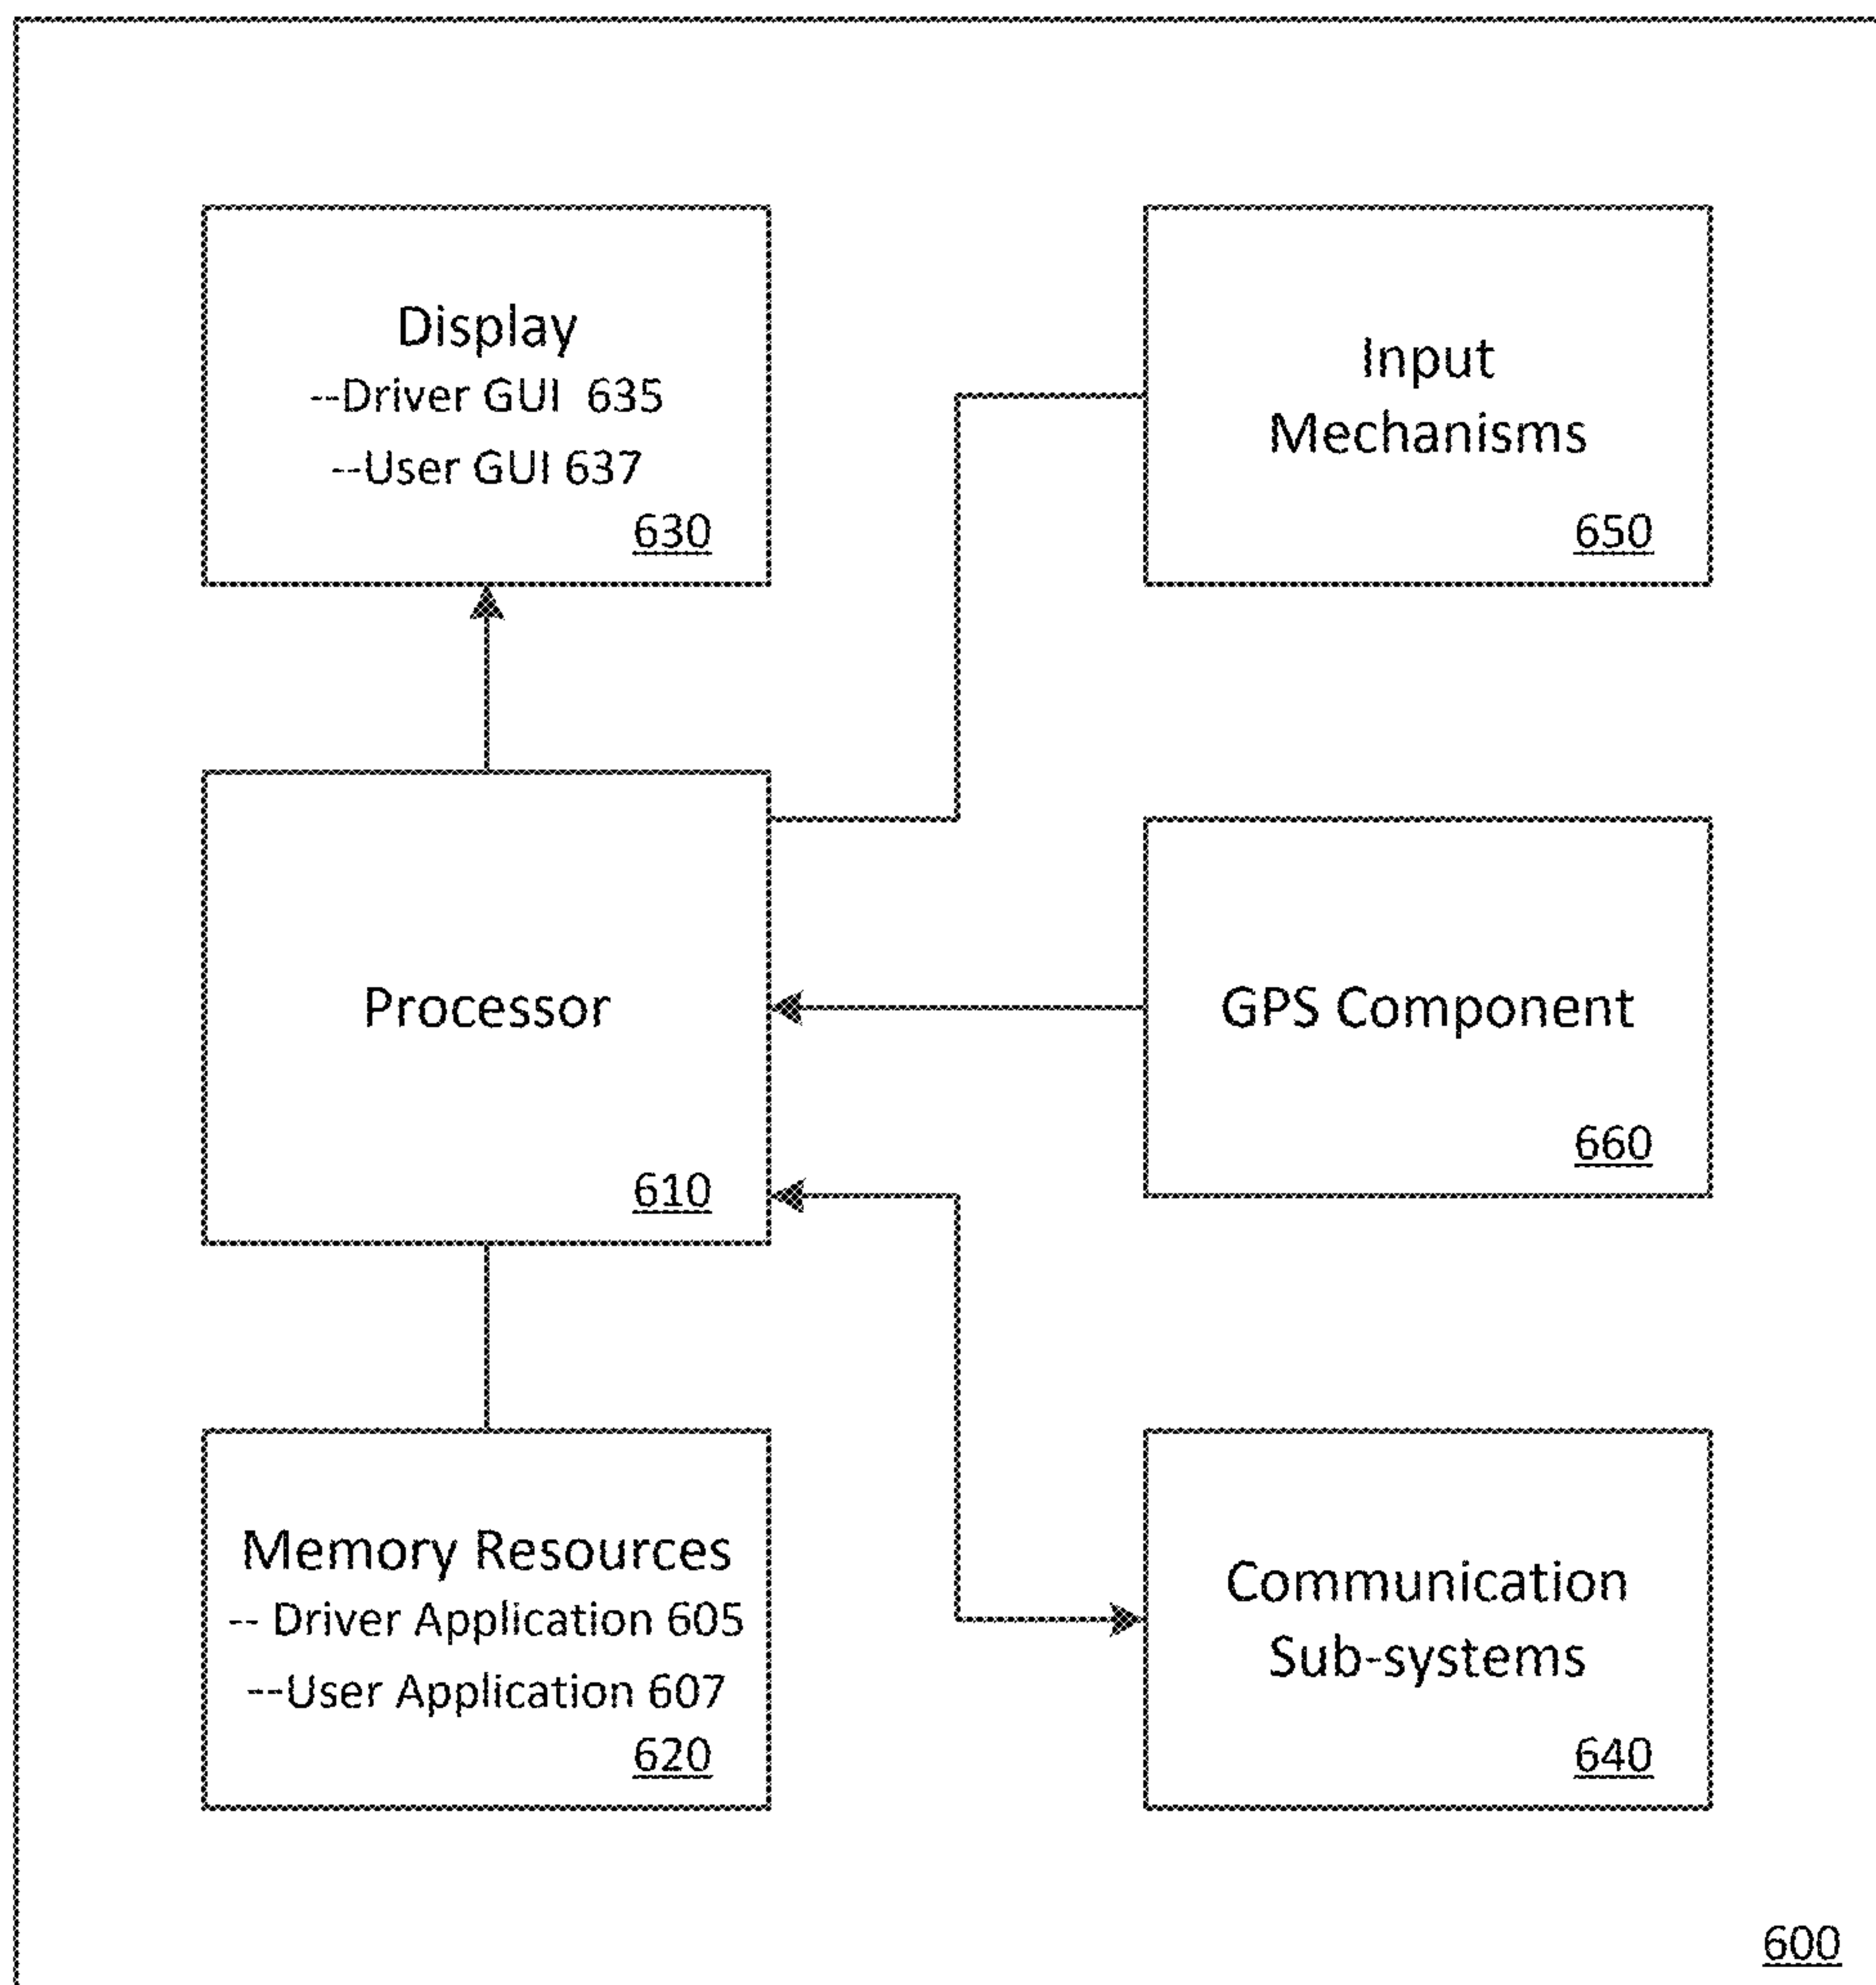 Display
--Driver GUI 635
--User GUI 637
630
Input
Mechanisms
650
Processor
610
GPS Component
660
Memory Resources
-- Driver Application 605
--User Application 607
620
Communication
Sub-systems
640
600